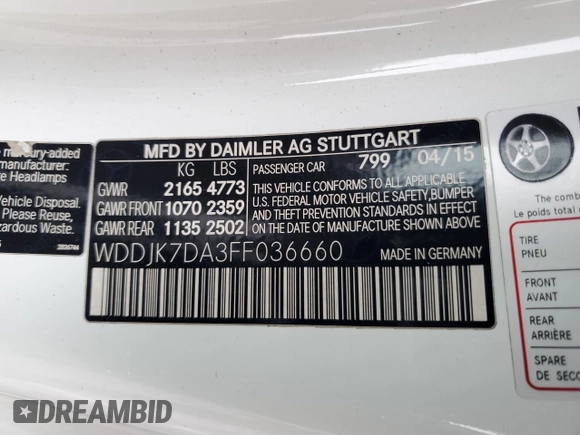 mercury-added
manufacturer:
Headlamps
Vehicle Disposal.
Please Reuse,
Hazardous Waste.
MFD BY DAIMLER AG STUTTGART
KG LBS
GVWR 2165 4773
GAWR FRONT 1070 2359
GAWR REAR 1135 2502
PASSENGER CAR 799 04/15
THIS VEHICLE CONFORMS TO ALL APPLICABLE
U.S. FEDERAL MOTOR VEHICLE SAFETY, BUMPER
AND THEFT PREVENTION STANDARDS IN EFFECT
ON THE DATE OF MANUFACTURE SHOWN ABOVE.
WDDJK7DA3FF036660
MADE IN GERMANY
The com
Le poids total
TIRE
PNEU
FRONT
AVANT
REAR
ARRIÈRE
SPARE
DE SECO
DREAMBID